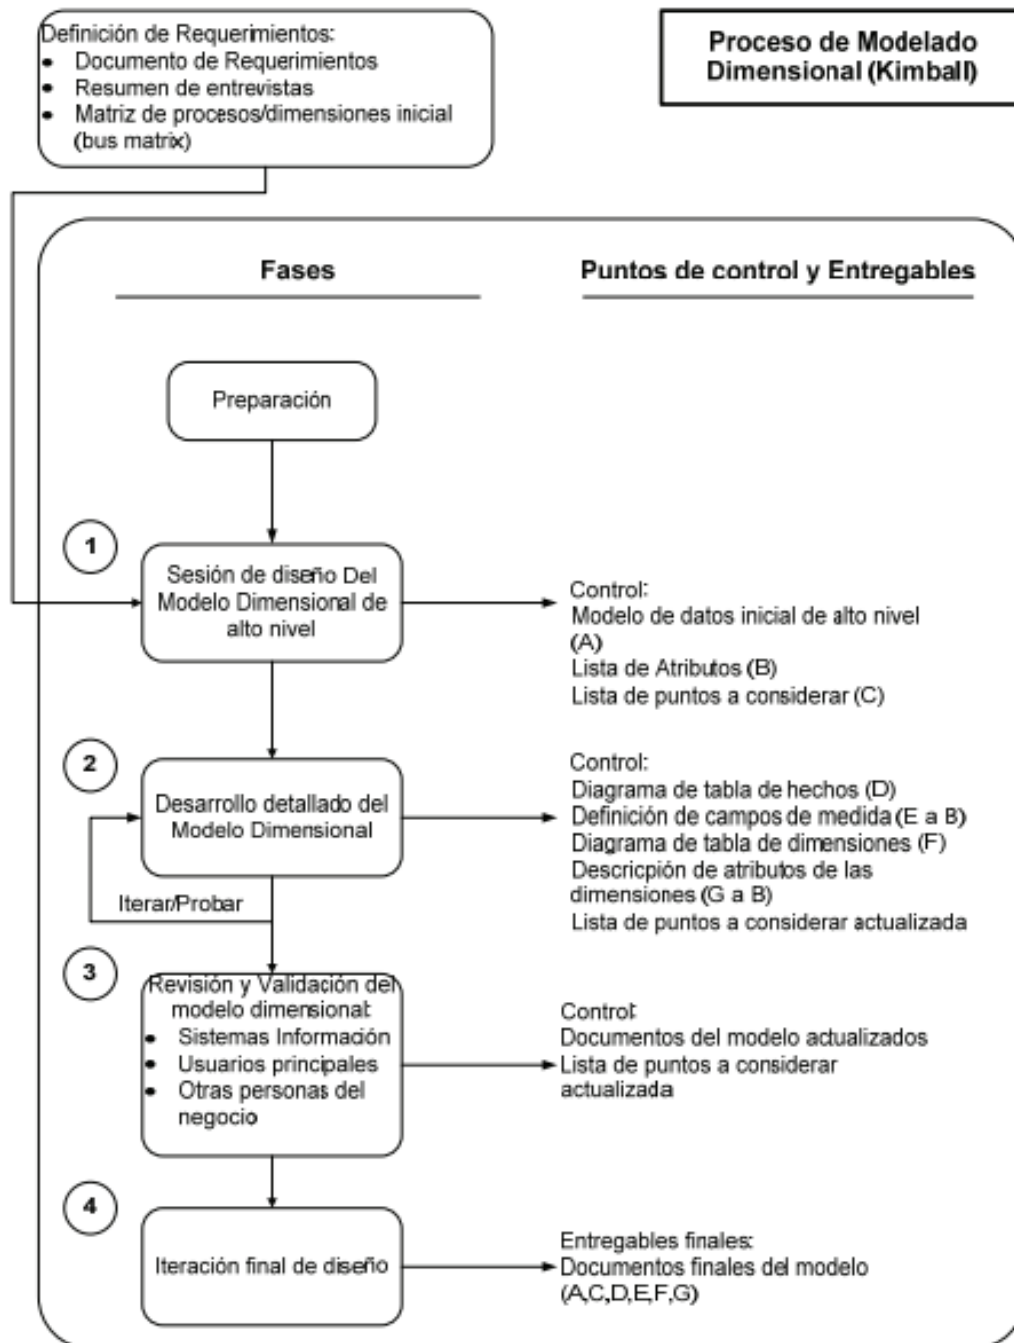 Definición de Requerimientos:
• Documento de Requerimientos
• Resumen de entrevistas
• Matriz de procesos/dimensiones inicial
(bus matrix)
Proceso de Modelado
Dimensional (Kimball)
Fases
Puntos de control y Entregables
Preparación
1
Sesión de diseño Del
Modelo Dimensional de
alto nivel
Control:
Modelo de datos inicial de alto nivel
(A)
Lista de Atributos (B)
Lista de puntos a considerar (C)
2
Desarrollo detallado del
Modelo Dimensional
Iterar/Probar
Control:
Diagrama de tabla de hechos (D)
Definición de campos de medida (E a B)
Diagrama de tabla de dimensiones (F)
Descricpión de atributos de las
dimensiones (G a B)
Lista de puntos a considerar actualizada
3
Revisión y Validación del
modelo dimensional:
• Sistemas Información
• Usuarios principales
• Otras personas del
negocio
Control:
Documentos del modelo actualizados
Lista de puntos a considerar
actualizada
4
Iteración final de diseño
Entregables finales:
Documentos finales del modelo
(A,C,D,E,F,G)